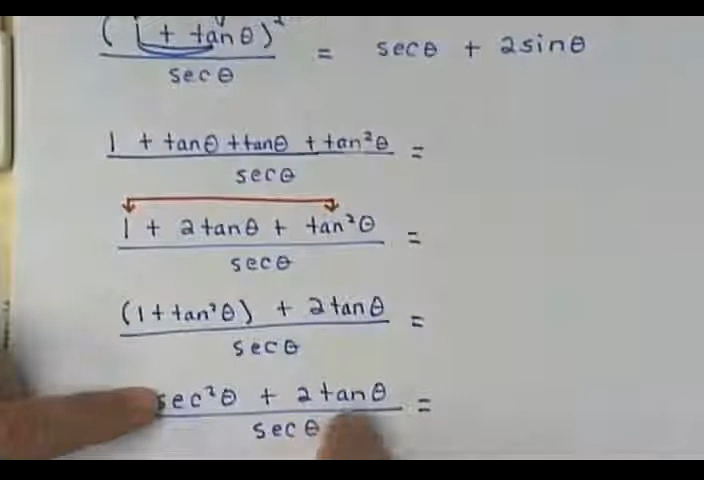 (1 + tanθ)² / secθ = secθ + 2sinθ
1 + tanθ + tanθ + tan²θ / secθ =
1 + 2tanθ + tan²θ / secθ =
(1 + tan²θ) + 2tanθ / secθ =
sec²θ + 2tanθ / secθ =